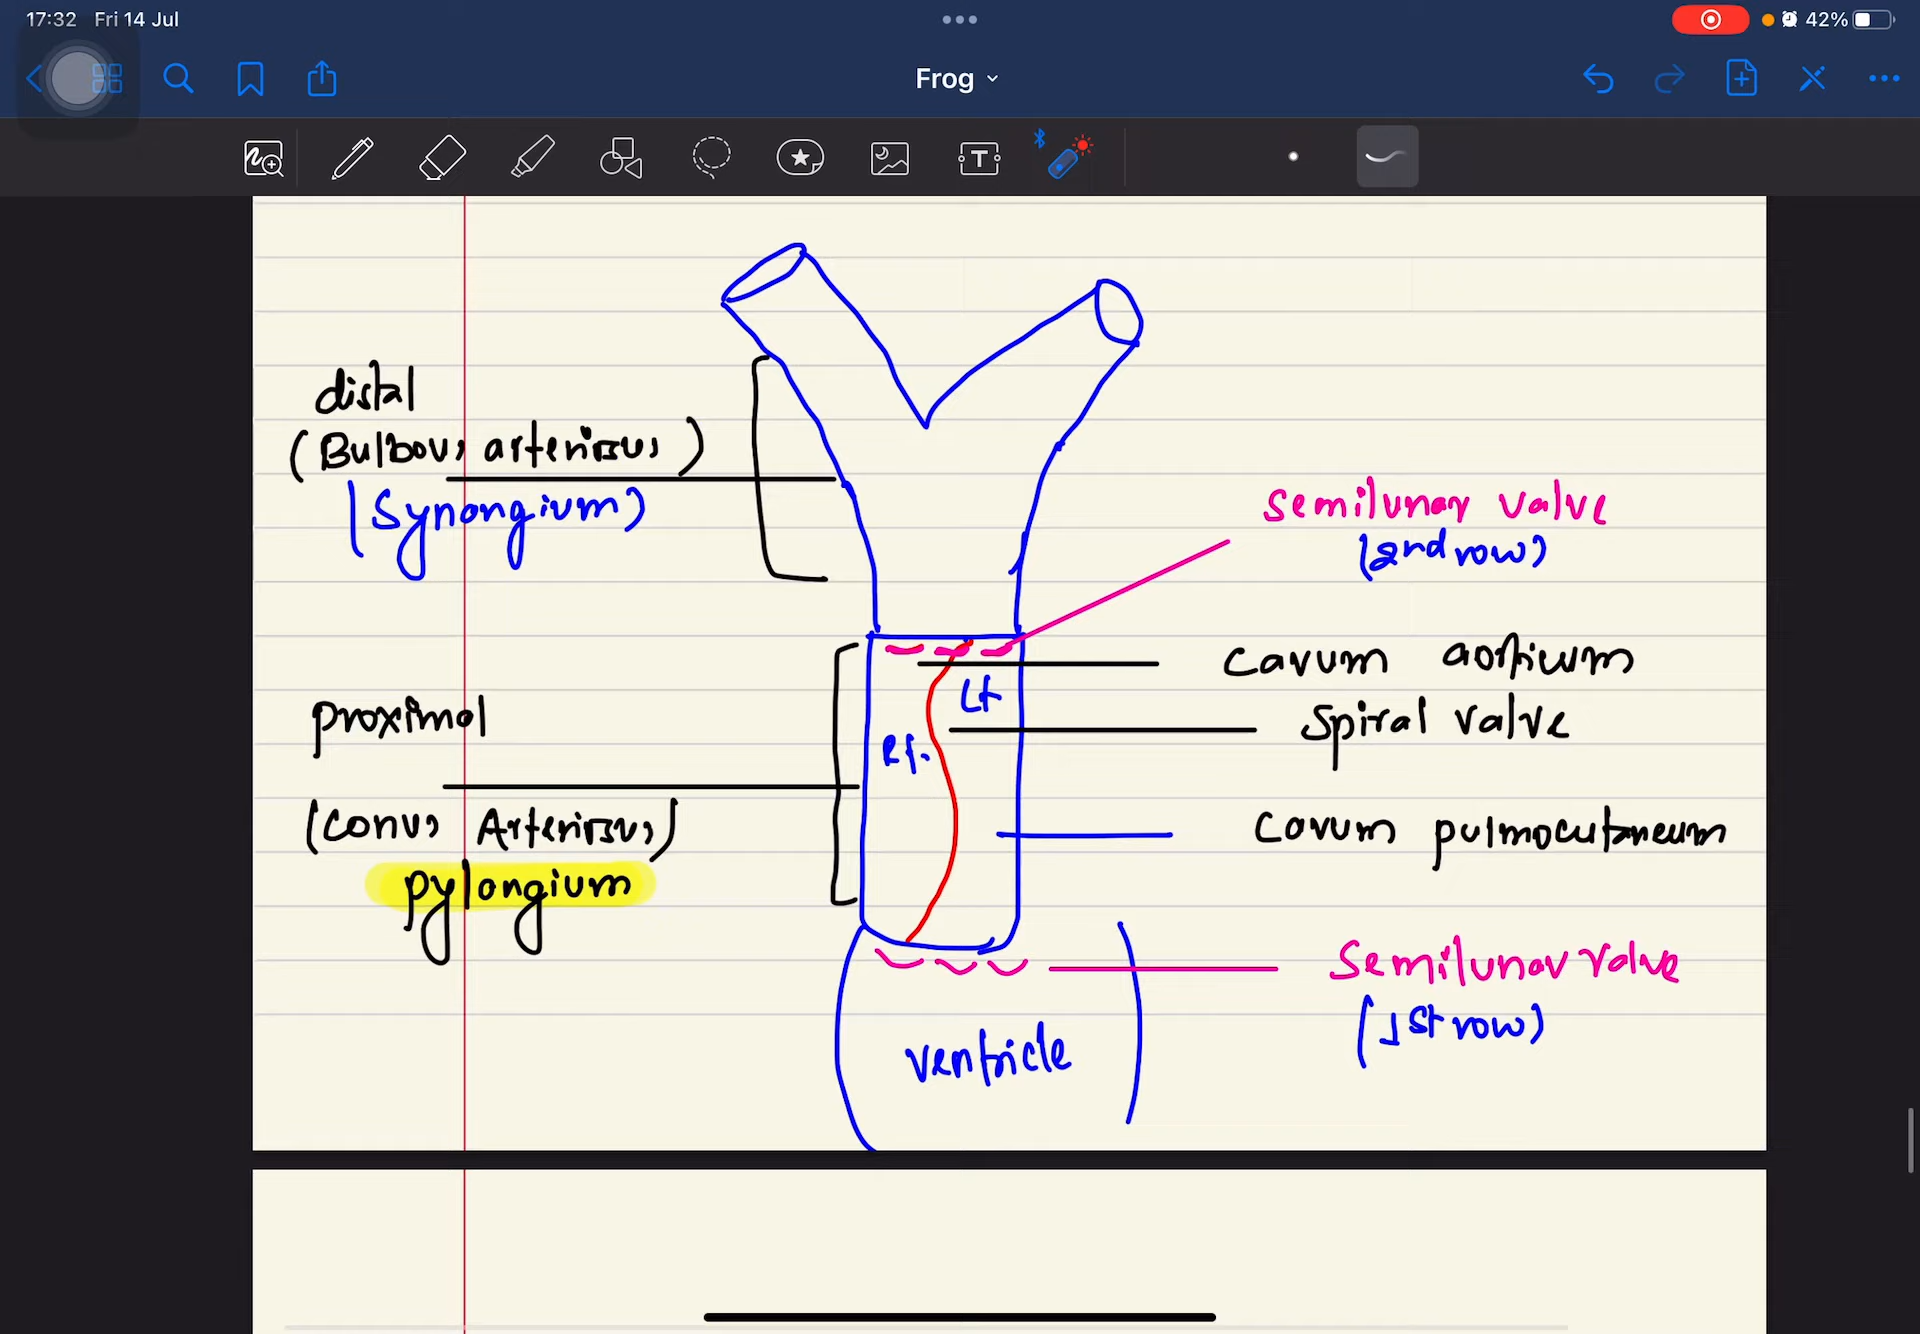 17:32 Fri 14 Jul
42%
Frog
T
distal
(Bulbous arteriosus)
(Synongium)
semilunar valve
(2nd row)
cavum aorticum
Lt
spiral valve
proximal
Rt.
(Conus Arteriosus)
cavum pulmocutaneum
pylangium
semilunar valve
(1st row)
ventricle